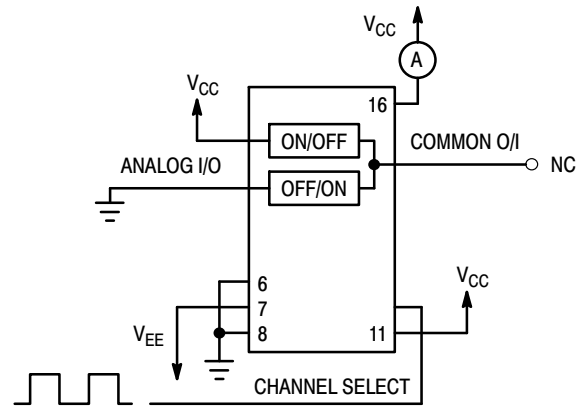 VCC
A
VCC
16
ON/OFF
COMMON O/I
ANALOG I/O
OFF/ON
NC
6
VCC
7
VEE
8
11
CHANNEL SELECT